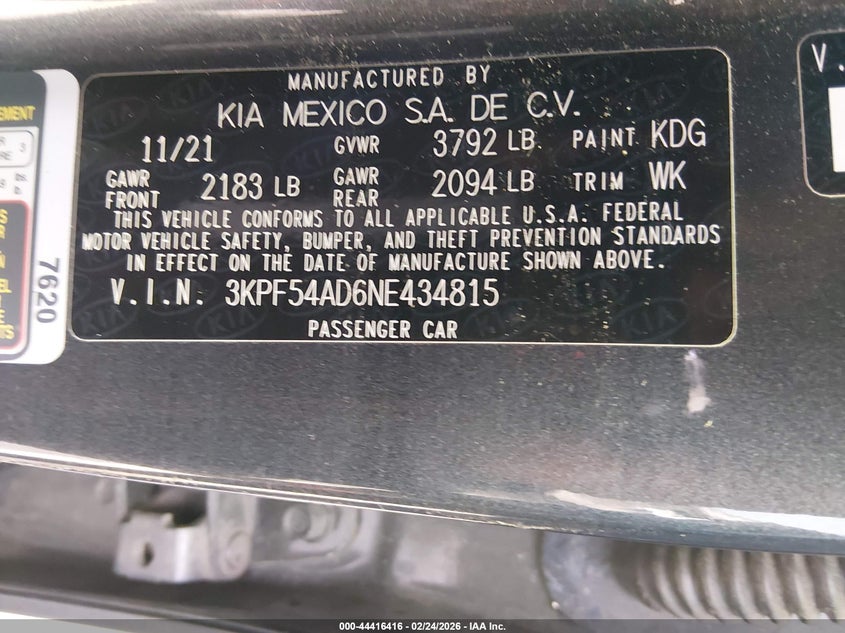 MANUFACTURED BY
KIA MEXICO S.A. DE C.V.
11/21 GVWR 3792 LB PAINT KDG
GAWR FRONT 2183 LB GAWR REAR 2094 LB TRIM WK
THIS VEHICLE CONFORMS TO ALL APPLICABLE U.S.A. FEDERAL
MOTOR VEHICLE SAFETY, BUMPER, AND THEFT PREVENTION STANDARDS
IN EFFECT ON THE DATE OF MANUFACTURE SHOWN ABOVE.
V.I.N. 3KPF54AD6NE434815
PASSENGER CAR
7620
V.
000-44416416 - 02/24/2026 - IAA Inc.